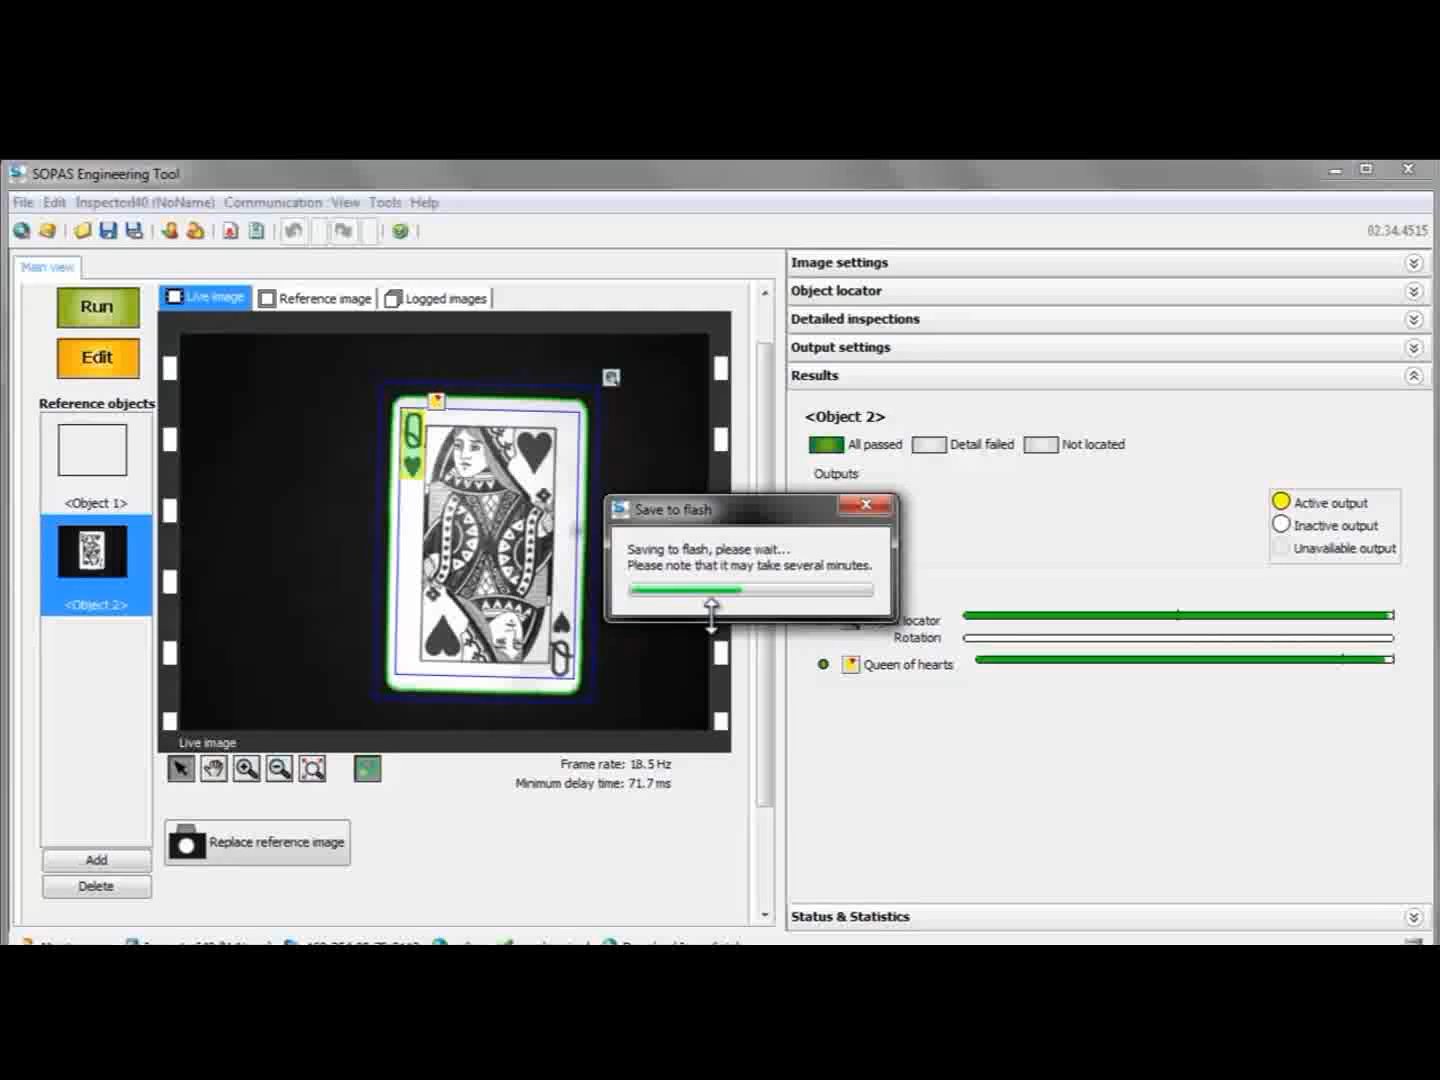 SOPAS Engineering Tool
File Edit InspectorI40 (NoName) Communication View Tools Help
02.34.4515
Main view
Run
Edit
Reference objects
<Object 1>
<Object 2>
Add
Delete
Live image
Reference image
Logged images
Q
Q
Live image
Frame rate: 18.5 Hz
Minimum delay time: 71.7 ms
Replace reference image
Save to flash
Saving to flash, please wait...
Please note that it may take several minutes.
Image settings
Object locator
Detailed inspections
Output settings
Results
<Object 2>
All passed
Detail failed
Not located
Outputs
Active output
Inactive output
Unavailable output
locator
Rotation
Queen of hearts
Status & Statistics